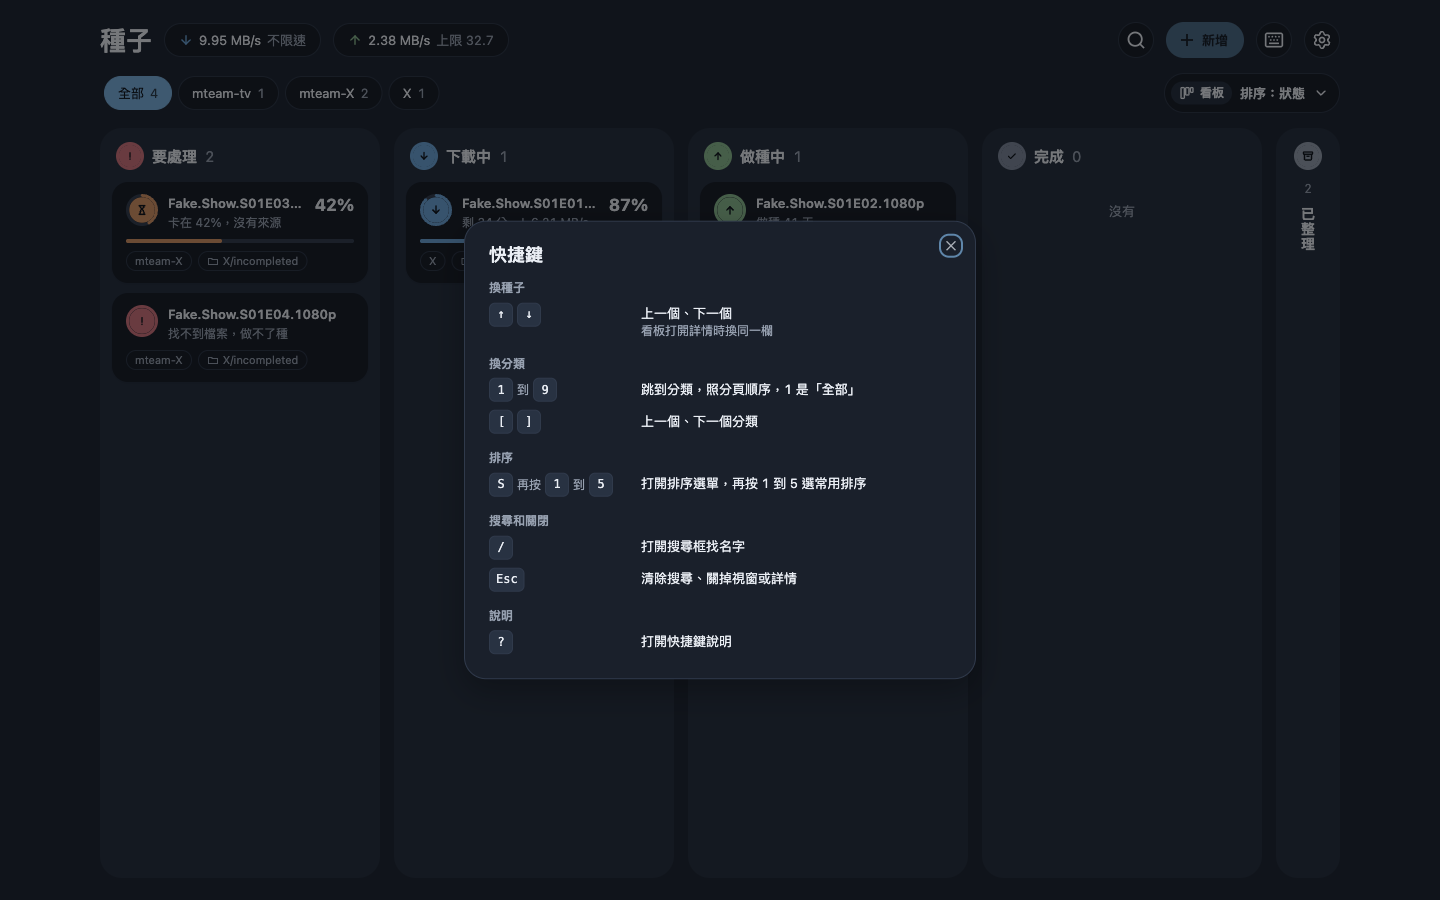 種子
9.95 MB/s 不限速
2.38 MB/s 上限 32.7
新增
全部 4
mteam-tv 1
mteam-X 2
X 1
看板
排序：狀態
要處理 2
Fake.Show.S01E03...
42%
卡在 42%，沒有來源
mteam-X
X/incompleted
Fake.Show.S01E04.1080p
找不到檔案，做不了種
mteam-X
X/incompleted
下載中 1
Fake.Show.S01E01...
87%
X
做種中 1
Fake.Show.S01E02.1080p
完成 0
沒有
2
已整理
快捷鍵
換種子
↑ ↓
上一個、下一個
看板打開詳情時換同一欄
換分類
1 到 9
跳到分類，照分頁順序，1 是「全部」
[ ]
上一個、下一個分類
排序
S 再按 1 到 5
打開排序選單，再按 1 到 5 選常用排序
搜尋和關閉
/
打開搜尋框找名字
Esc
清除搜尋、關掉視窗或詳情
說明
?
打開快捷鍵說明